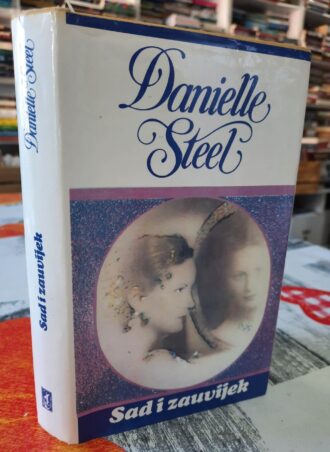 Danielle
Steel
Sad i zauvijek
Danielle Steel
Sad i zauvijek